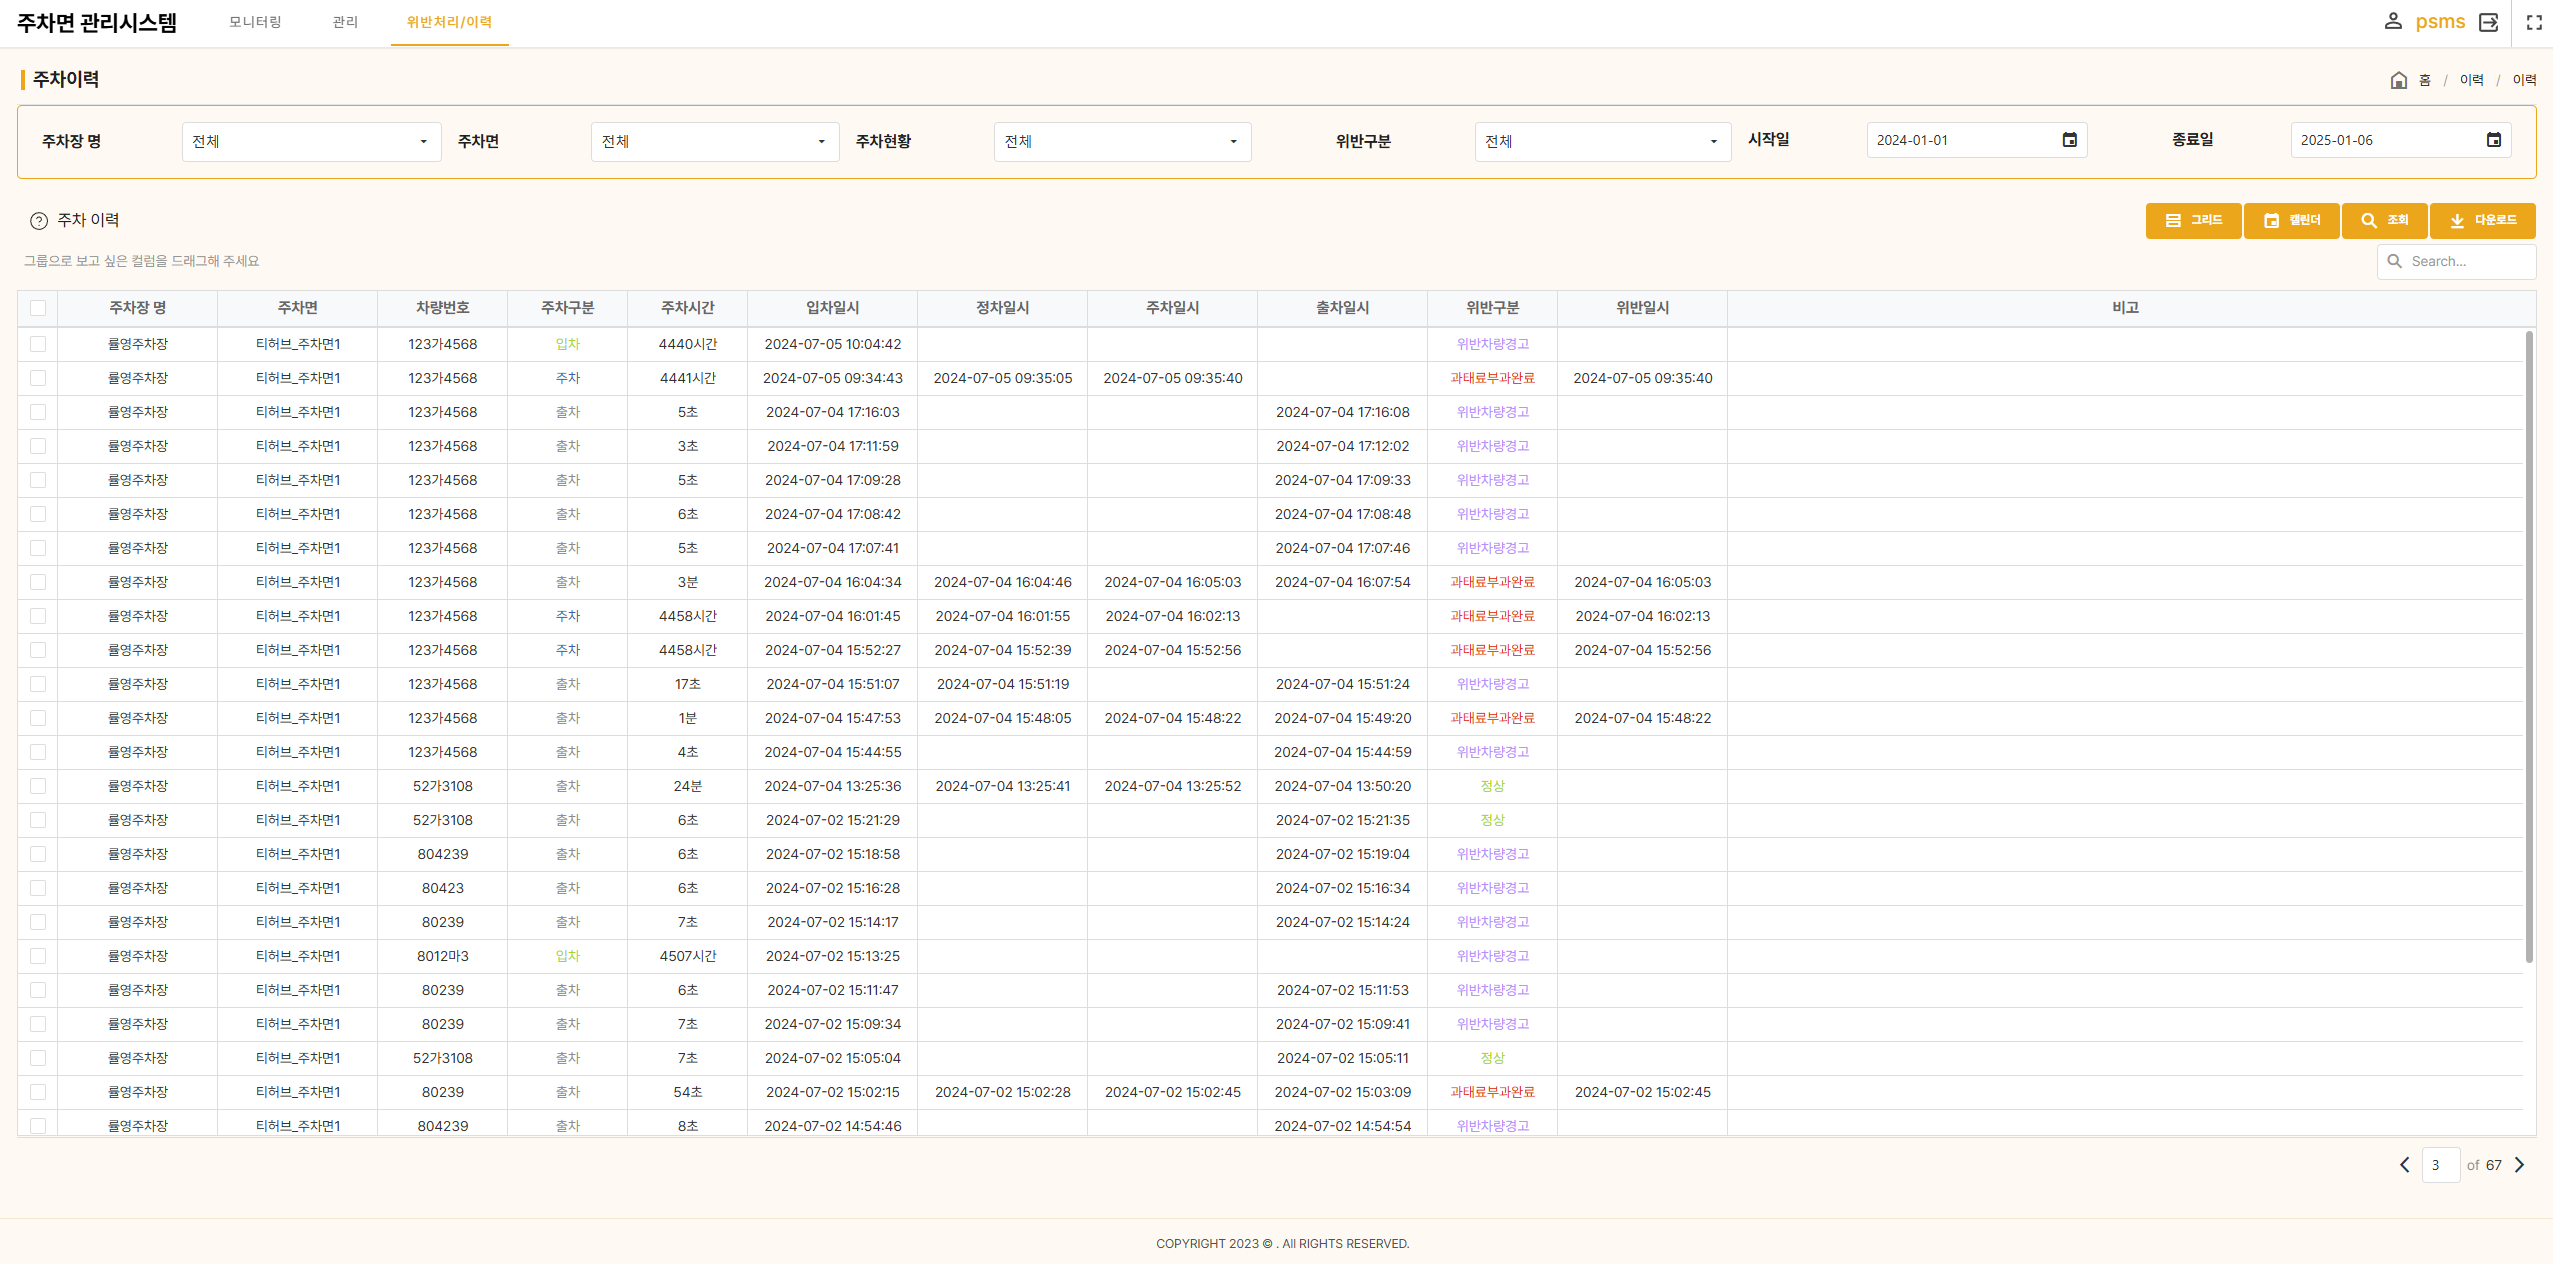 주차면 관리시스템 모니터링 관리 위반처리/이력 psms
주차이력 홈 / 이력 / 이력
주차장 명 전체 주차면 전체 주차현황 전체 위반구분 전체 시작일 2024-01-01 종료일 2025-01-06
주차 이력 그리드 캘린더 조회 다운로드
그룹으로 보고 싶은 컬럼을 드래그해 주세요 Search...
주차장 명 주차면 차량번호 주차구분 주차시간 입차일시 정차일시 주차일시 출차일시 위반구분 위반일시 비고
률영주차장 티허브_주차면1 123가4568 입차 4440시간 2024-07-05 10:04:42 위반차량경고
률영주차장 티허브_주차면1 123가4568 주차 4441시간 2024-07-05 09:34:43 2024-07-05 09:35:05 2024-07-05 09:35:40 과태료부과완료 2024-07-05 09:35:40
률영주차장 티허브_주차면1 123가4568 출차 5초 2024-07-04 17:16:03 2024-07-04 17:16:08 위반차량경고
률영주차장 티허브_주차면1 123가4568 출차 3초 2024-07-04 17:11:59 2024-07-04 17:12:02 위반차량경고
률영주차장 티허브_주차면1 123가4568 출차 5초 2024-07-04 17:09:28 2024-07-04 17:09:33 위반차량경고
률영주차장 티허브_주차면1 123가4568 출차 6초 2024-07-04 17:08:42 2024-07-04 17:08:48 위반차량경고
률영주차장 티허브_주차면1 123가4568 출차 5초 2024-07-04 17:07:41 2024-07-04 17:07:46 위반차량경고
률영주차장 티허브_주차면1 123가4568 출차 3분 2024-07-04 16:04:34 2024-07-04 16:04:46 2024-07-04 16:05:03 2024-07-04 16:07:54 과태료부과완료 2024-07-04 16:05:03
률영주차장 티허브_주차면1 123가4568 주차 4458시간 2024-07-04 16:01:45 2024-07-04 16:01:55 2024-07-04 16:02:13 과태료부과완료 2024-07-04 16:02:13
률영주차장 티허브_주차면1 123가4568 주차 4458시간 2024-07-04 15:52:27 2024-07-04 15:52:39 2024-07-04 15:52:56 과태료부과완료 2024-07-04 15:52:56
률영주차장 티허브_주차면1 123가4568 출차 17초 2024-07-04 15:51:07 2024-07-04 15:51:19 2024-07-04 15:51:24 위반차량경고
률영주차장 티허브_주차면1 123가4568 출차 1분 2024-07-04 15:47:53 2024-07-04 15:48:05 2024-07-04 15:48:22 2024-07-04 15:49:20 과태료부과완료 2024-07-04 15:48:22
률영주차장 티허브_주차면1 123가4568 출차 4초 2024-07-04 15:44:55 2024-07-04 15:44:59 위반차량경고
률영주차장 티허브_주차면1 52가3108 출차 24분 2024-07-04 13:25:36 2024-07-04 13:25:41 2024-07-04 13:25:52 2024-07-04 13:50:20 정상
률영주차장 티허브_주차면1 52가3108 출차 6초 2024-07-02 15:21:29 2024-07-02 15:21:35 정상
률영주차장 티허브_주차면1 804239 출차 6초 2024-07-02 15:18:58 2024-07-02 15:19:04 위반차량경고
률영주차장 티허브_주차면1 80423 출차 6초 2024-07-02 15:16:28 2024-07-02 15:16:34 위반차량경고
률영주차장 티허브_주차면1 80239 출차 7초 2024-07-02 15:14:17 2024-07-02 15:14:24 위반차량경고
률영주차장 티허브_주차면1 8012마3 입차 4507시간 2024-07-02 15:13:25 위반차량경고
률영주차장 티허브_주차면1 80239 출차 6초 2024-07-02 15:11:47 2024-07-02 15:11:53 위반차량경고
률영주차장 티허브_주차면1 80239 출차 7초 2024-07-02 15:09:34 2024-07-02 15:09:41 위반차량경고
률영주차장 티허브_주차면1 52가3108 출차 7초 2024-07-02 15:05:04 2024-07-02 15:05:11 정상
률영주차장 티허브_주차면1 80239 출차 54초 2024-07-02 15:02:15 2024-07-02 15:02:28 2024-07-02 15:02:45 2024-07-02 15:03:09 과태료부과완료 2024-07-02 15:02:45
률영주차장 티허브_주차면1 804239 출차 8초 2024-07-02 14:54:46 2024-07-02 14:54:54 위반차량경고
3 of 67
COPYRIGHT 2023 © . All RIGHTS RESERVED.